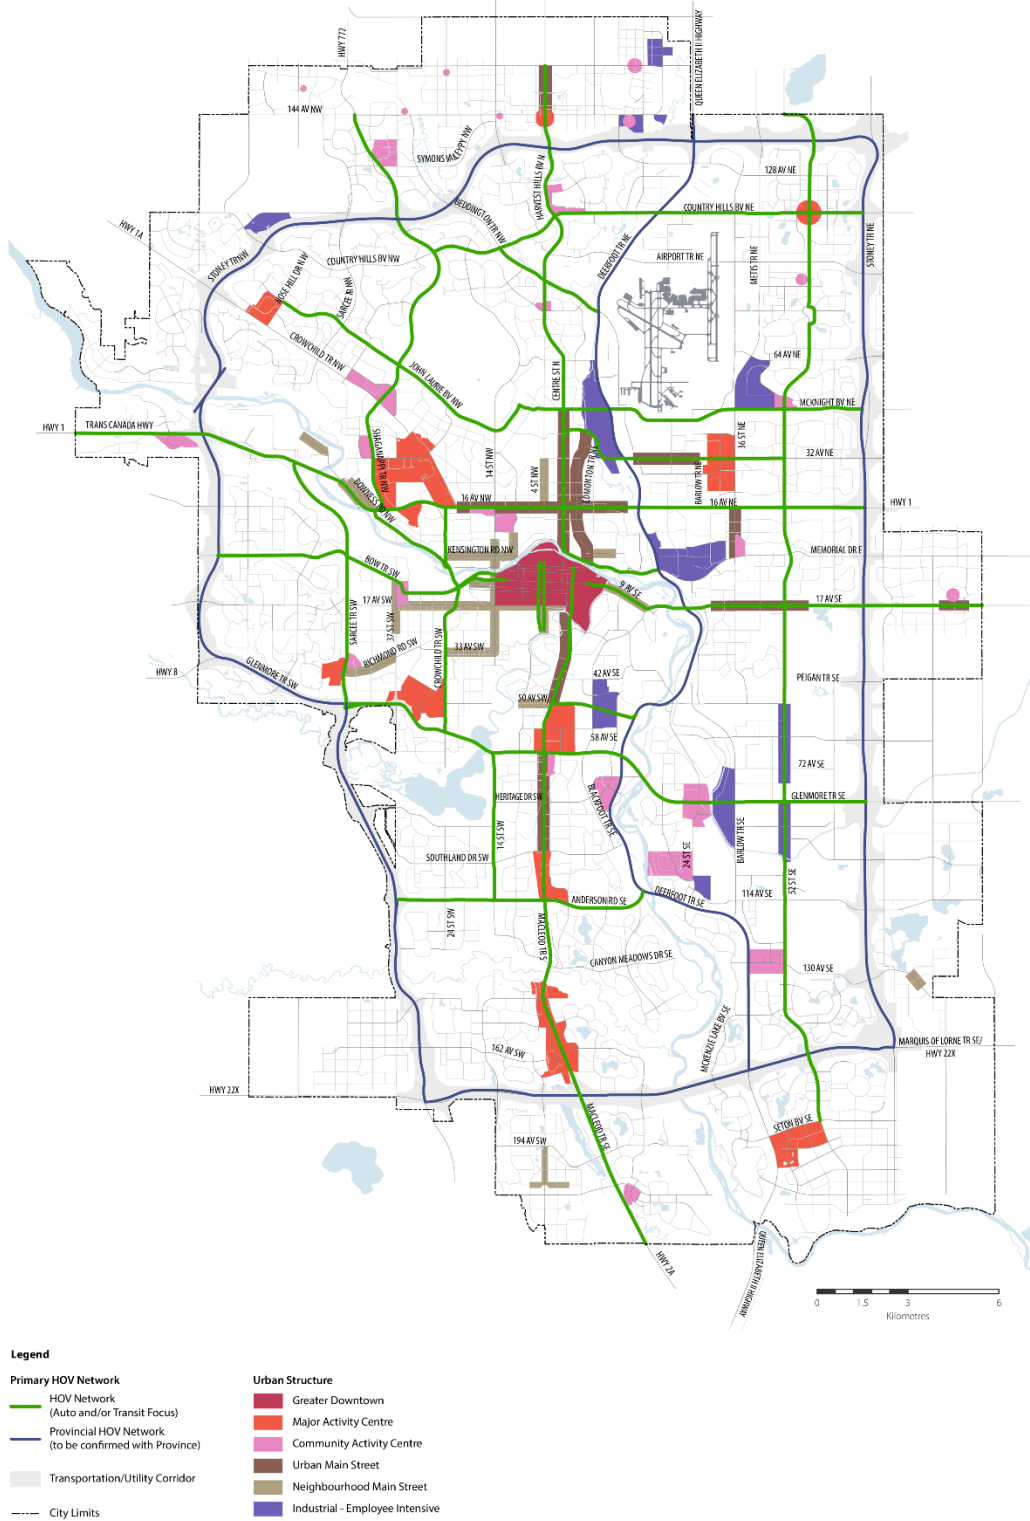 HWY 772
QUEEN ELIZABETH II HIGHWAY
144 AV NW
SYMONS VALLEY PY NW
HARVEST HILLS BV N
128 AV NE
BEDDINGTON TR NW
COUNTRY HILLS BV NE
HWY 1A
STONEY TR NW
COUNTRY HILLS BV NW
DEERFOOT TR NE
AIRPORT TR NE
METIS TR NE
STONEY TR NE
NOSE HILL DR NW
SARCEE TR NW
CROWCHILD TR NW
JOHN LAURIE BV NW
CENTRE ST N
64 AV NE
MCKNIGHT BV NE
HWY 1
TRANS CANADA HWY
SHAGANAPPI TR NW
14 ST NW
4 ST NW
EDMONTON TR NE
BARLOW TR NE
36 ST NE
32 AV NE
BOWNESS RD NW
16 AV NW
16 AV NE
HWY 1
KENSINGTON RD NW
MEMORIAL DR E
BOW TR SW
9 AV SE
17 AV SW
17 AV SE
SARCEE TR SW
37 ST SW
RICHMOND RD SW
33 AV SW
CROWCHILD TR SW
HWY 8
GLENMORE TR SW
42 AV SE
PEIGAN TR SE
50 AV SW
58 AV SE
72 AV SE
HERITAGE DR SW
BLACKFOOT TR SE
GLENMORE TR SE
14 ST SW
BARLOW TR SE
SOUTHLAND DR SW
24 ST SE
52 ST SE
DEERFOOT TR SE
114 AV SE
ANDERSON RD SE
24 ST SW
MACLEOD TR S
CANYON MEADOWS DR SE
130 AV SE
MCKENZIE LAKE BV SE
162 AV SW
MARQUIS OF LORNE TR SE/
HWY 22X
HWY 22X
MACLEOD TR SE
SETON BV SE
194 AV SW
HWY 2A
QUEEN ELIZABETH II HIGHWAY
0 1.5 3 6
Kilometres
Legend
Primary HOV Network
HOV Network
(Auto and/or Transit Focus)
Provincial HOV Network
(to be confirmed with Province)
Transportation/Utility Corridor
City Limits
Urban Structure
Greater Downtown
Major Activity Centre
Community Activity Centre
Urban Main Street
Neighbourhood Main Street
Industrial - Employee Intensive